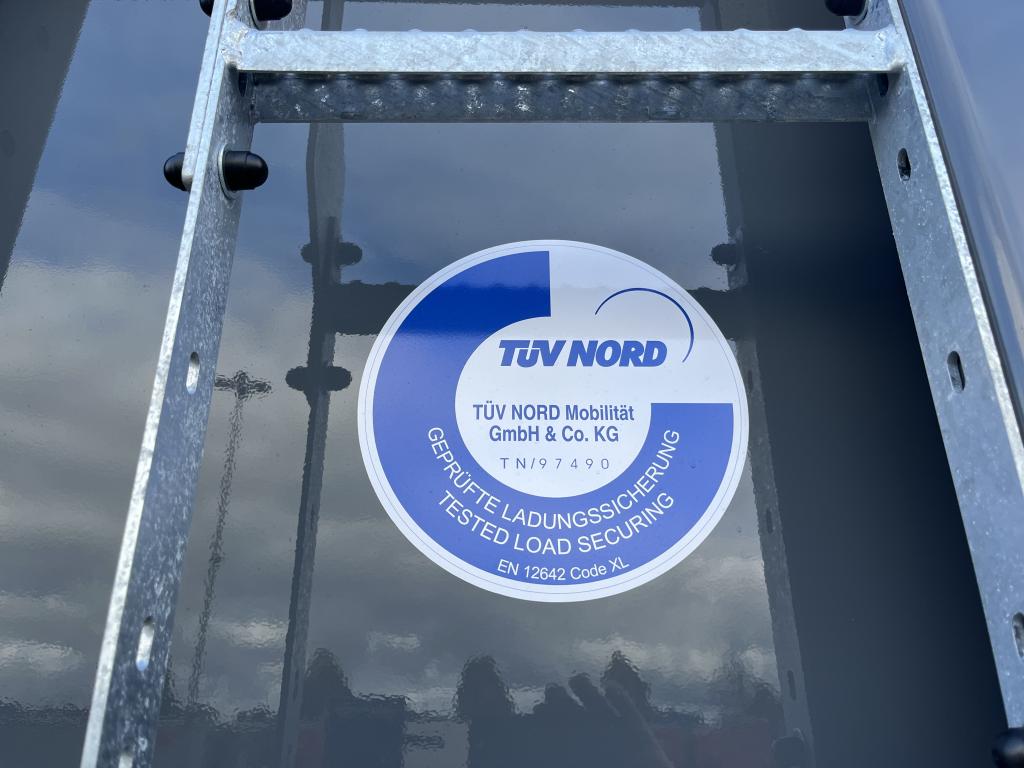 TÜV NORD
TÜV NORD Mobilität
GmbH & Co. KG
TN/97490
GEPRÜFTE LADUNGSSICHERUNG
TESTED LOAD SECURING
EN 12642 Code XL